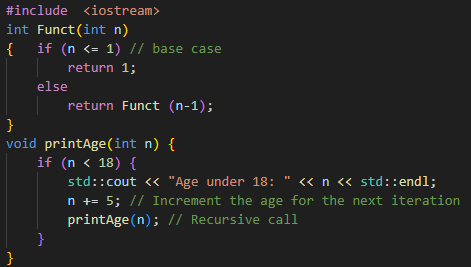 #include  <iostream>
int Funct(int n)
{   if (n <= 1) // base case
        return 1;
    else
        return Funct (n-1);
}
void printAge(int n) {
    if (n < 18) {
        std::cout << "Age under 18: " << n << std::endl;
        n += 5; // Increment the age for the next iteration
        printAge(n); // Recursive call
    }
}